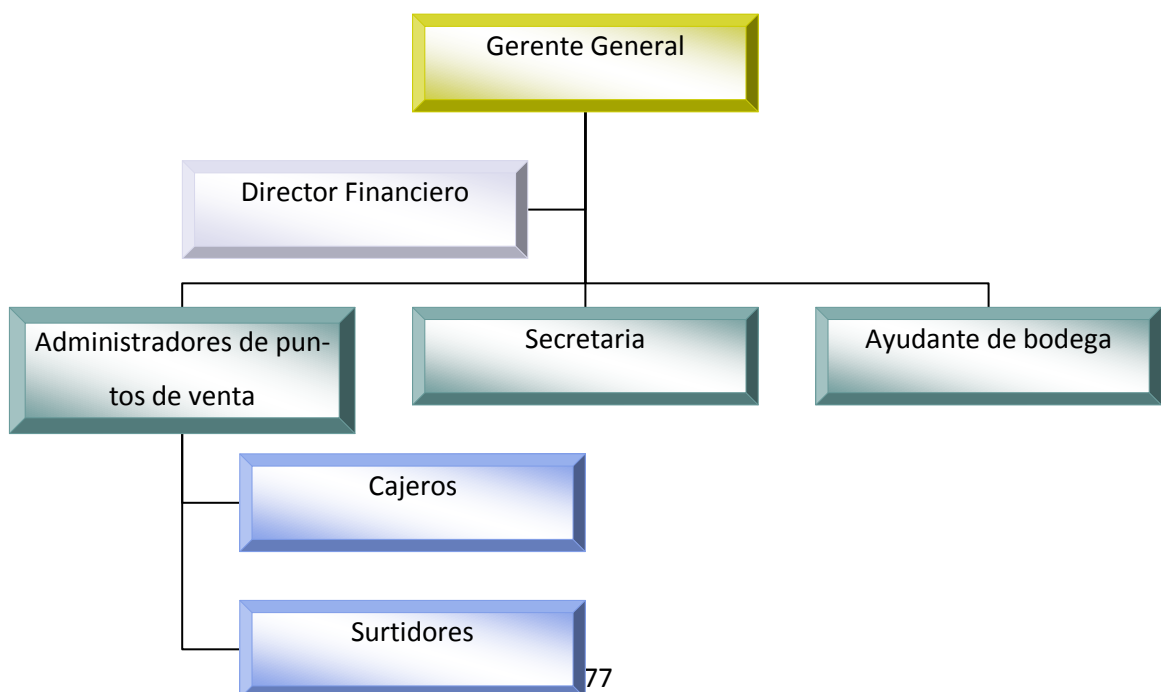 Gerente General
Director Financiero
Administradores de pun-
tos de venta
Secretaria
Ayudante de bodega
Cajeros
Surtidores
77